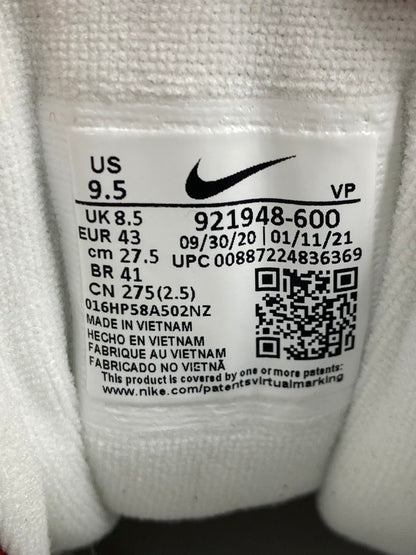 US
9.5
VP
UK 8.5
EUR 43
cm 27.5
BR 41
CN 275(2.5)
921948-600
09/30/20 | 01/11/21
UPC 00887224836369
016HP58A502NZ
MADE IN VIETNAM
HECHO EN VIETNAM
FABRIQUE AU VIETNAM
FABRICADO NO VIETNÃ
This product is covered by one or more patents:
www.nike.com/patentsvirtualmarking